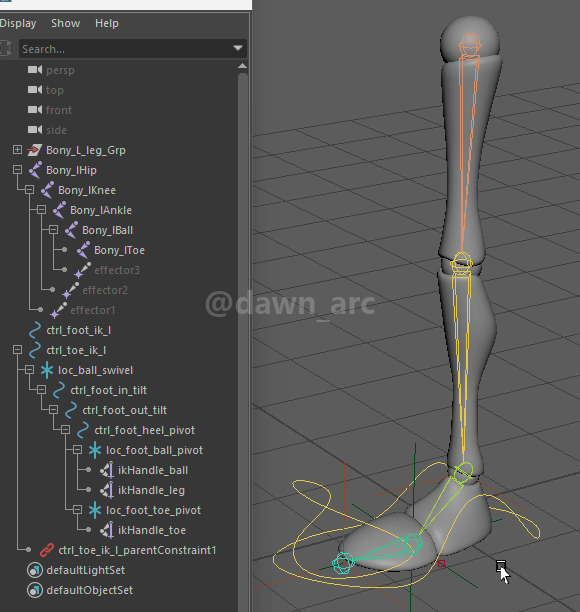 Display Show Help
Search...
persp
top
front
side
Bony_L_leg_Grp
Bony_lHip
Bony_lKnee
Bony_lAnkle
Bony_lBall
Bony_lToe
effector3
effector2
effector1
@dawn_arc
ctrl_foot_ik_l
ctrl_toe_ik_l
loc_ball_swivel
ctrl_foot_in_tilt
ctrl_foot_out_tilt
ctrl_foot_heel_pivot
loc_foot_ball_pivot
ikHandle_ball
ikHandle_leg
loc_foot_toe_pivot
ikHandle_toe
ctrl_toe_ik_l_parentConstraint1
defaultLightSet
defaultObjectSet